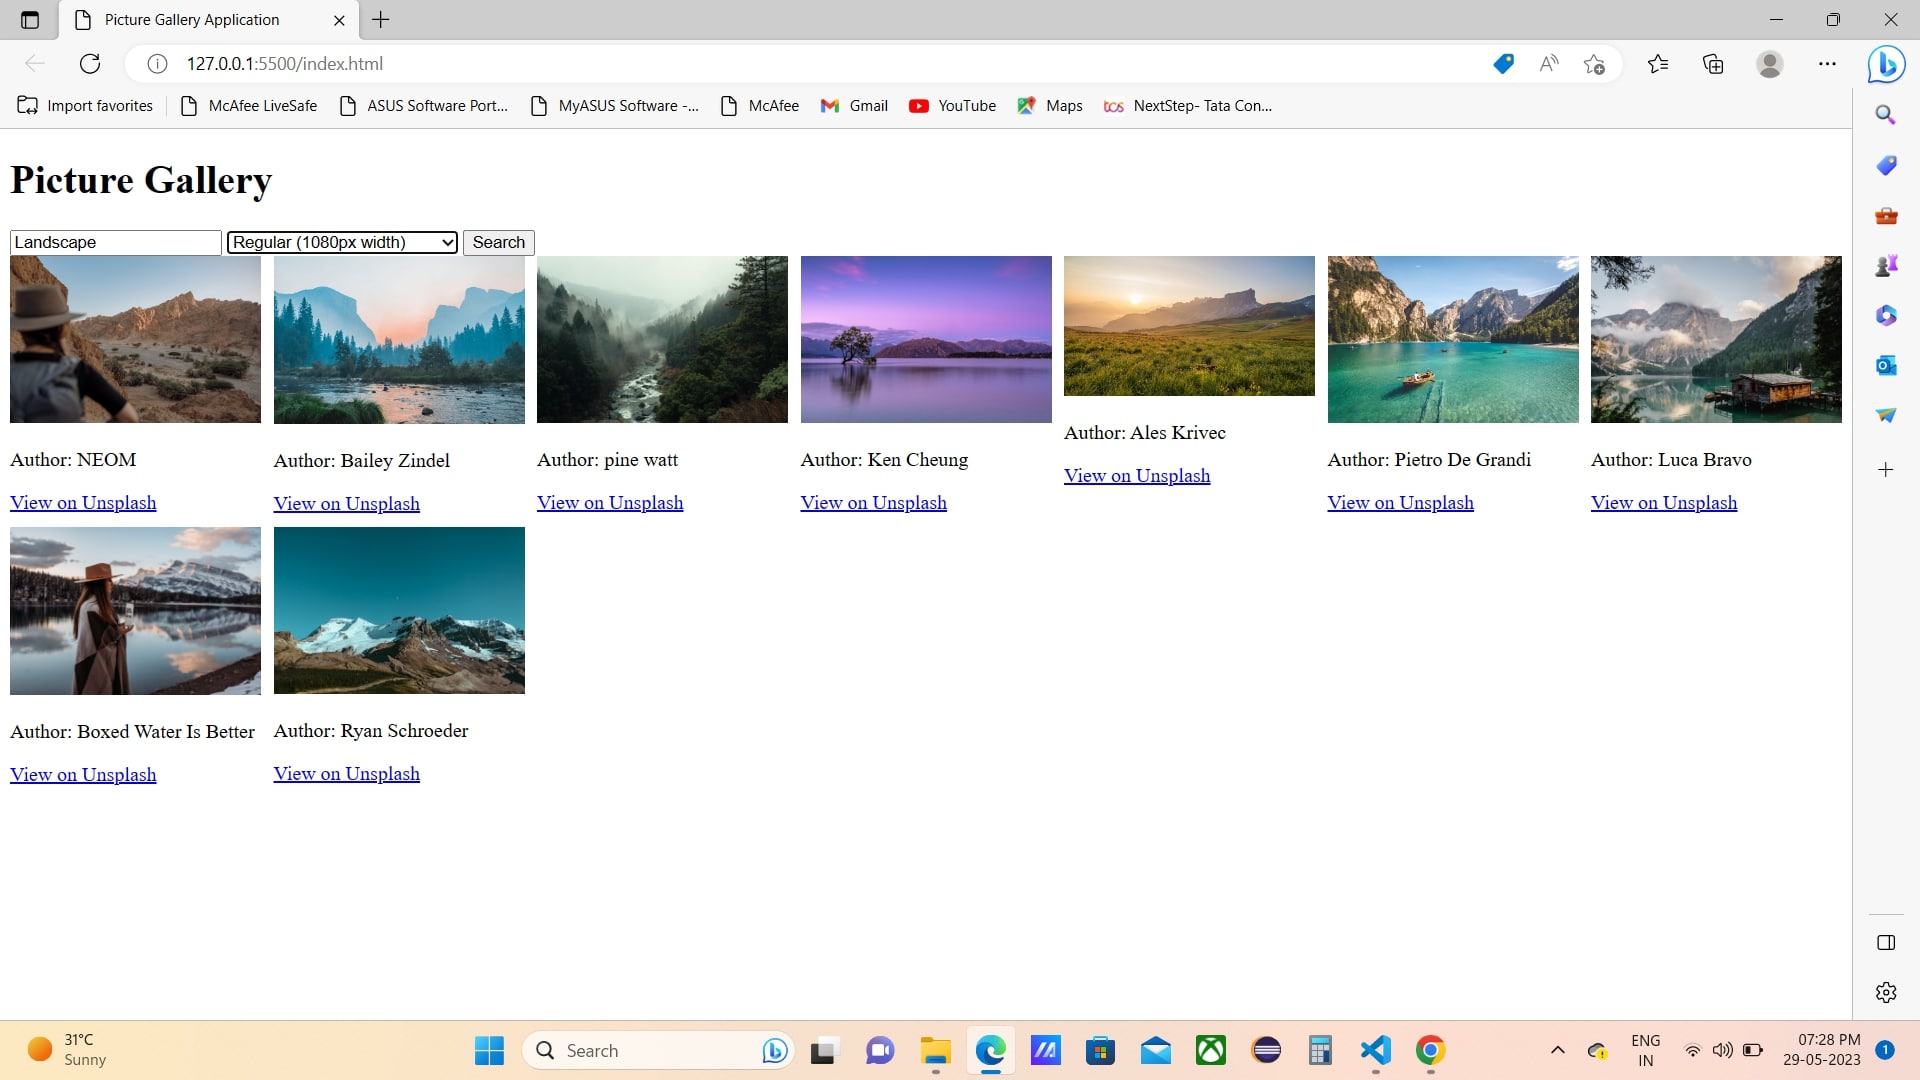 Picture Gallery Application
127.0.0.1:5500/index.html
Import favorites McAfee LiveSafe ASUS Software Port... MyASUS Software -... McAfee Gmail YouTube Maps tcs NextStep- Tata Con...
Picture Gallery
Landscape Regular (1080px width) Search
Author: NEOM
View on Unsplash
Author: Bailey Zindel
View on Unsplash
Author: pine watt
View on Unsplash
Author: Ken Cheung
View on Unsplash
Author: Ales Krivec
View on Unsplash
Author: Pietro De Grandi
View on Unsplash
Author: Luca Bravo
View on Unsplash
Author: Boxed Water Is Better
View on Unsplash
Author: Ryan Schroeder
View on Unsplash
31°C
Sunny
Search
ENG
IN
07:28 PM
29-05-2023
1